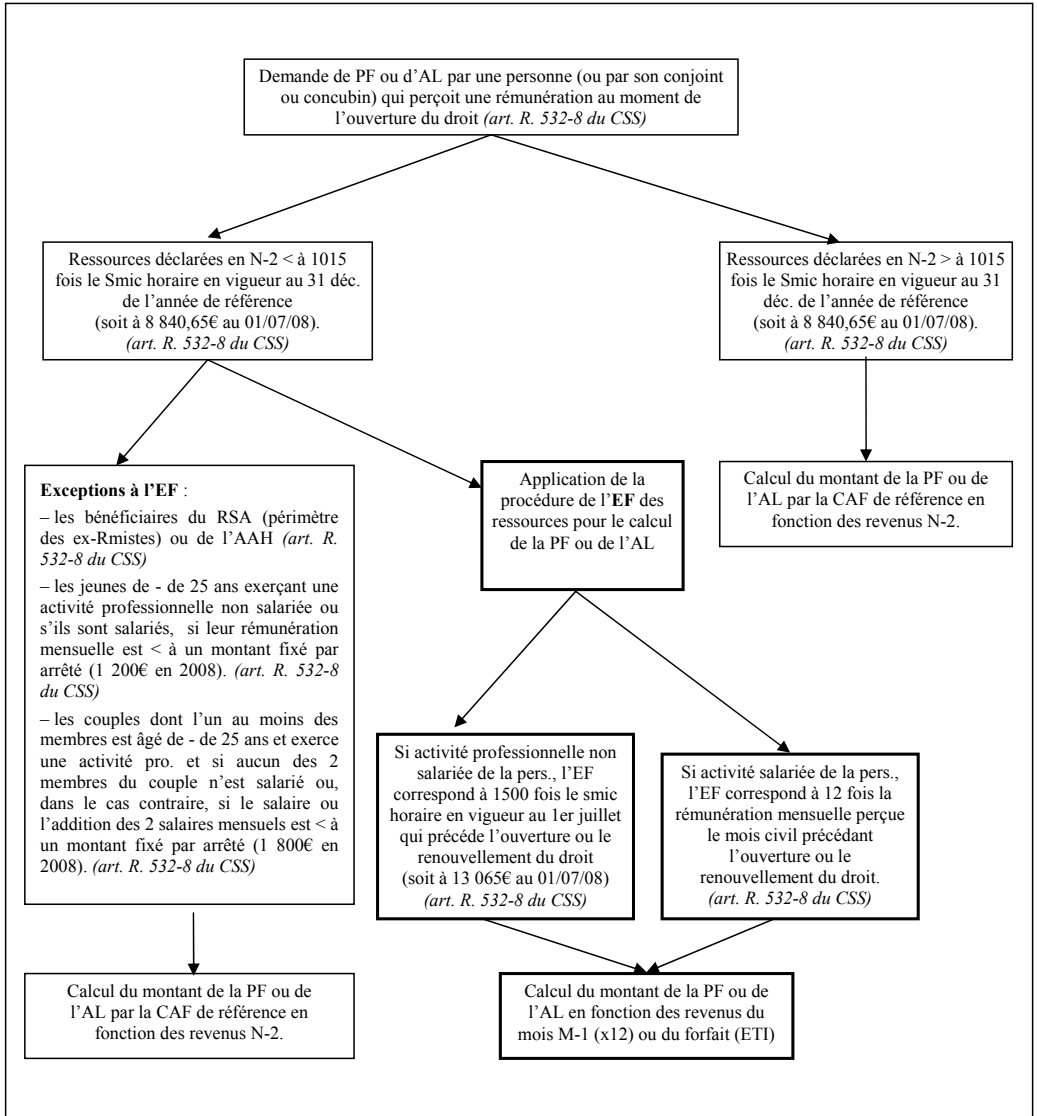 Demande de PF ou d'AL par une personne (ou par son conjoint
ou concubin) qui perçoit une rémunération au moment de
l'ouverture du droit (art. R. 532-8 du CSS)
Ressources déclarées en N-2 < à 1015
fois le Smic horaire en vigueur au 31 déc.
de l'année de référence
(soit à 8 840,65€ au 01/07/08).
(art. R. 532-8 du CSS)
Ressources déclarées en N-2 > à 1015
fois le Smic horaire en vigueur au 31
déc. de l'année de référence
(soit à 8 840,65€ au 01/07/08).
(art. R. 532-8 du CSS)
Exceptions à l'EF :
– les bénéficiaires du RSA (périmètre
des ex-Rmistes) ou de l'AAH (art. R.
532-8 du CSS)
– les jeunes de - de 25 ans exerçant une
activité professionnelle non salariée ou
s'ils sont salariés, si leur rémunération
mensuelle est < à un montant fixé par
arrêté (1 200€ en 2008). (art. R. 532-8
du CSS)
– les couples dont l'un au moins des
membres est âgé de - de 25 ans et exerce
une activité pro. et si aucun des 2
membres du couple n'est salarié ou,
dans le cas contraire, si le salaire ou
l'addition des 2 salaires mensuels est < à
un montant fixé par arrêté (1 800€ en
2008). (art. R. 532-8 du CSS)
Application de la
procédure de l'EF des
ressources pour le calcul
de la PF ou de l'AL
Calcul du montant de la PF ou de
l'AL par la CAF de référence en
fonction des revenus N-2.
Si activité professionnelle non
salariée de la pers., l'EF
correspond à 1500 fois le smic
horaire en vigueur au 1er juillet
qui précède l'ouverture ou le
renouvellement du droit
(soit à 13 065€ au 01/07/08)
(art. R. 532-8 du CSS)
Si activité salariée de la pers.,
l'EF correspond à 12 fois la
rémunération mensuelle perçue
le mois civil précédant
l'ouverture ou le
renouvellement du droit.
(art. R. 532-8 du CSS)
Calcul du montant de la PF ou de
l'AL par la CAF de référence en
fonction des revenus N-2.
Calcul du montant de la PF ou de
l'AL en fonction des revenus du
mois M-1 (x12) ou du forfait (ETI)